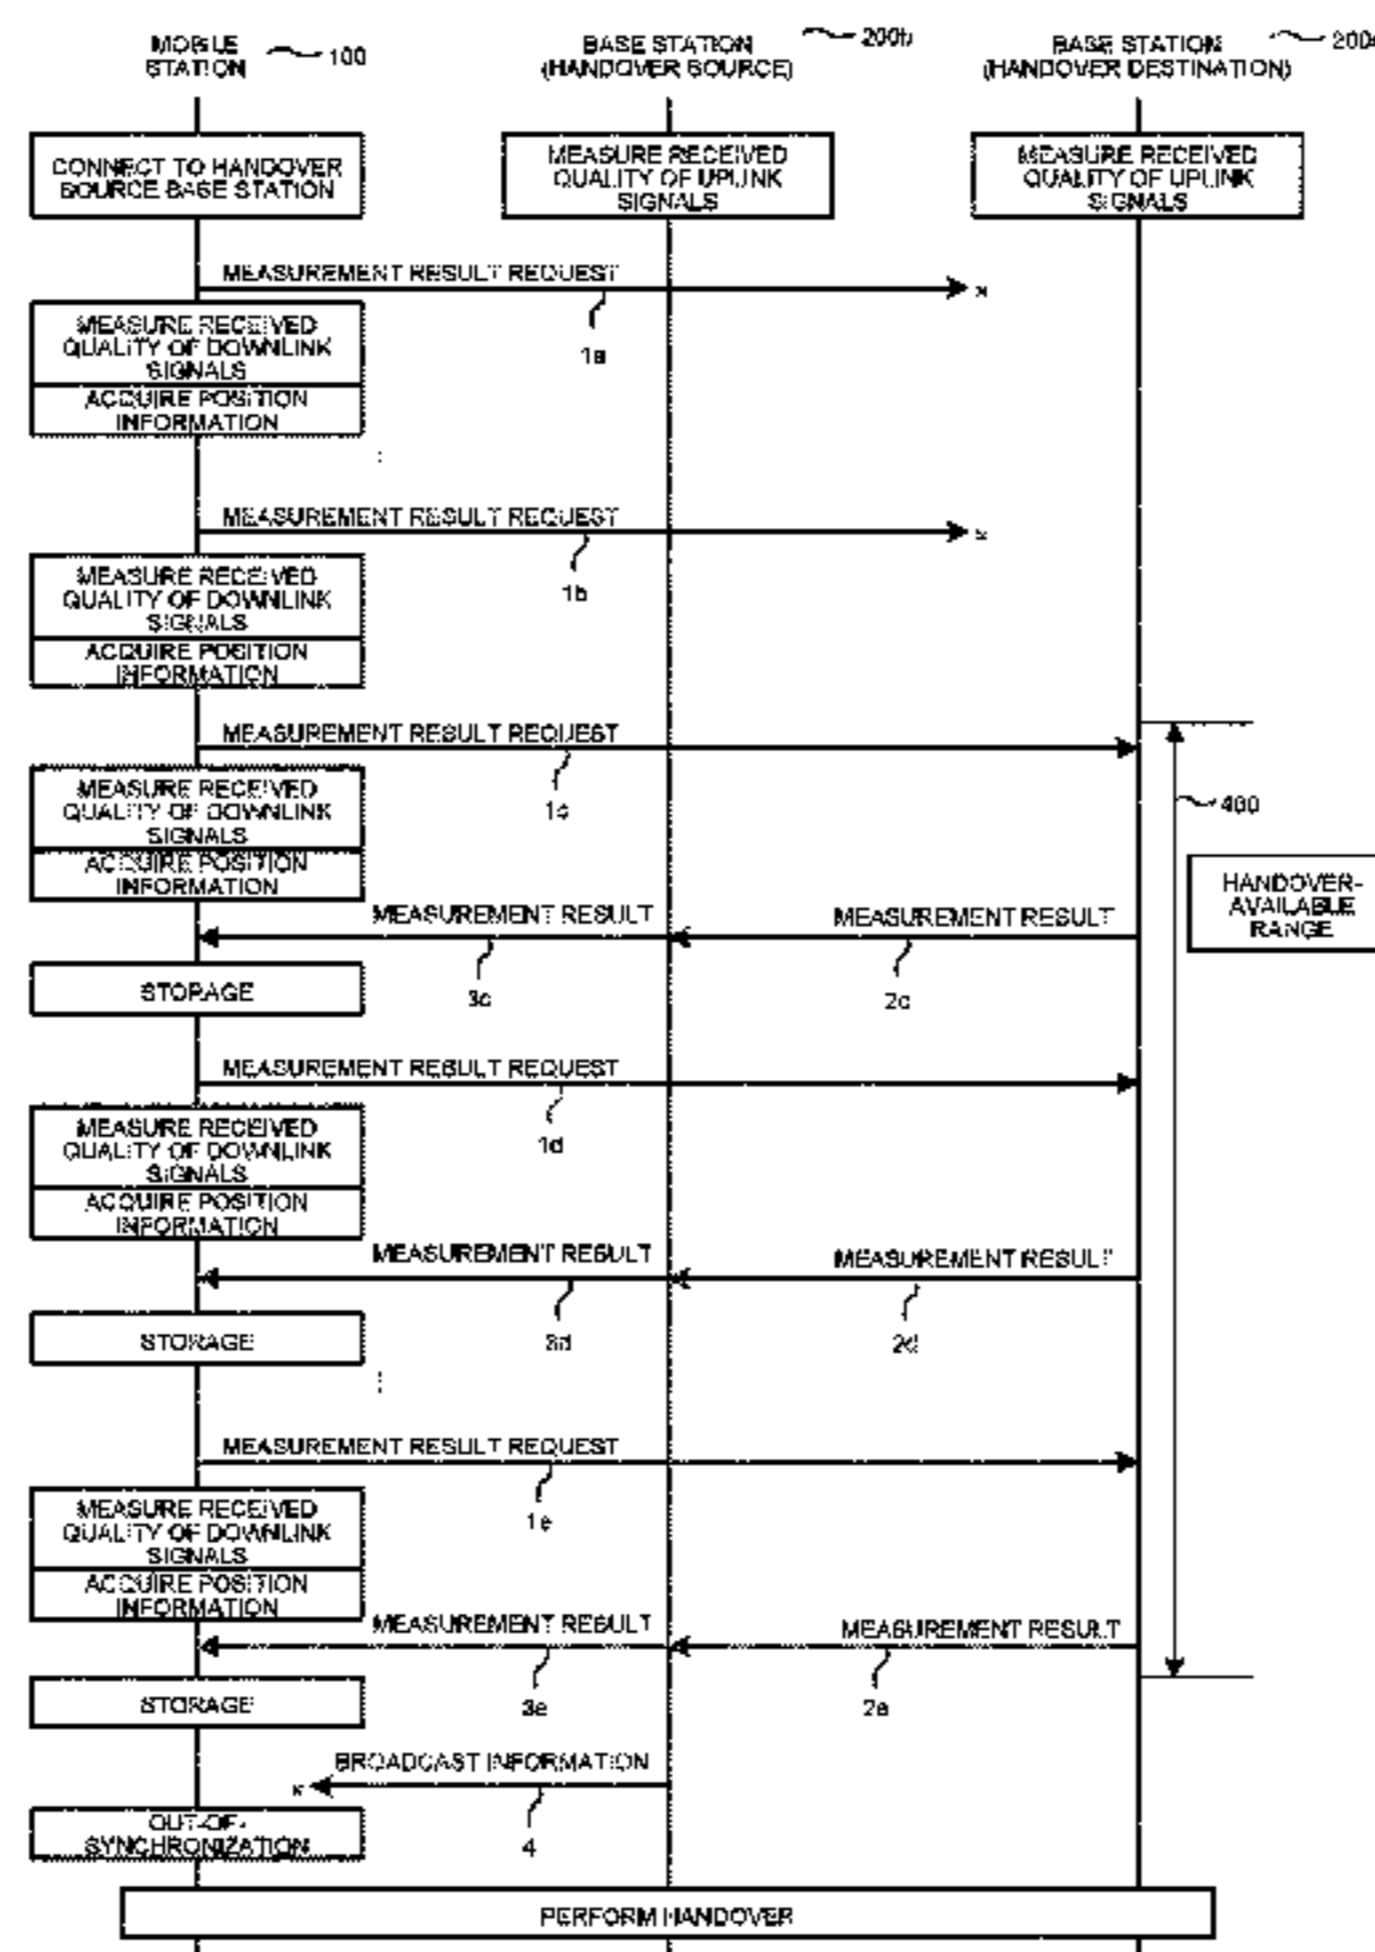 MOBILE
STATION
100
BASE STATION
(HANDOVER SOURCE)
200b
BASE STATION
(HANDOVER DESTINATION)
CONNECT TO HANDOVER
SOURCE BASE STATION
MEASURE RECEIVED
QUALITY OF UPLINK
SIGNALS
MEASURE RECEIVED
QUALITY OF UPLINK
SIGNALS
MEASUREMENT RESULT REQUEST
x
1a
MEASURE RECEIVED
QUALITY OF DOWNLINK
SIGNALS
ACQUIRE POSITION
INFORMATION
MEASUREMENT RESULT REQUEST
x
1b
MEASURE RECEIVED
QUALITY OF DOWNLINK
SIGNALS
ACQUIRE POSITION
INFORMATION
MEASUREMENT RESULT REQUEST
1c
400
MEASURE RECEIVED
QUALITY OF DOWNLINK
SIGNALS
ACQUIRE POSITION
INFORMATION
HANDOVER-
AVAILABLE
RANGE
MEASUREMENT RESULT
MEASUREMENT RESULT
3c
2c
STORAGE
MEASUREMENT RESULT REQUEST
1d
MEASURE RECEIVED
QUALITY OF DOWNLINK
SIGNALS
ACQUIRE POSITION
INFORMATION
MEASUREMENT RESULT
MEASUREMENT RESULT
3d
2d
STORAGE
MEASUREMENT RESULT REQUEST
1e
MEASURE RECEIVED
QUALITY OF DOWNLINK
SIGNALS
ACQUIRE POSITION
INFORMATION
MEASUREMENT RESULT
MEASUREMENT RESULT
3e
2e
STORAGE
BROADCAST INFORMATION
x
4
OUT-OF-
SYNCHRONIZATION
PERFORM HANDOVER